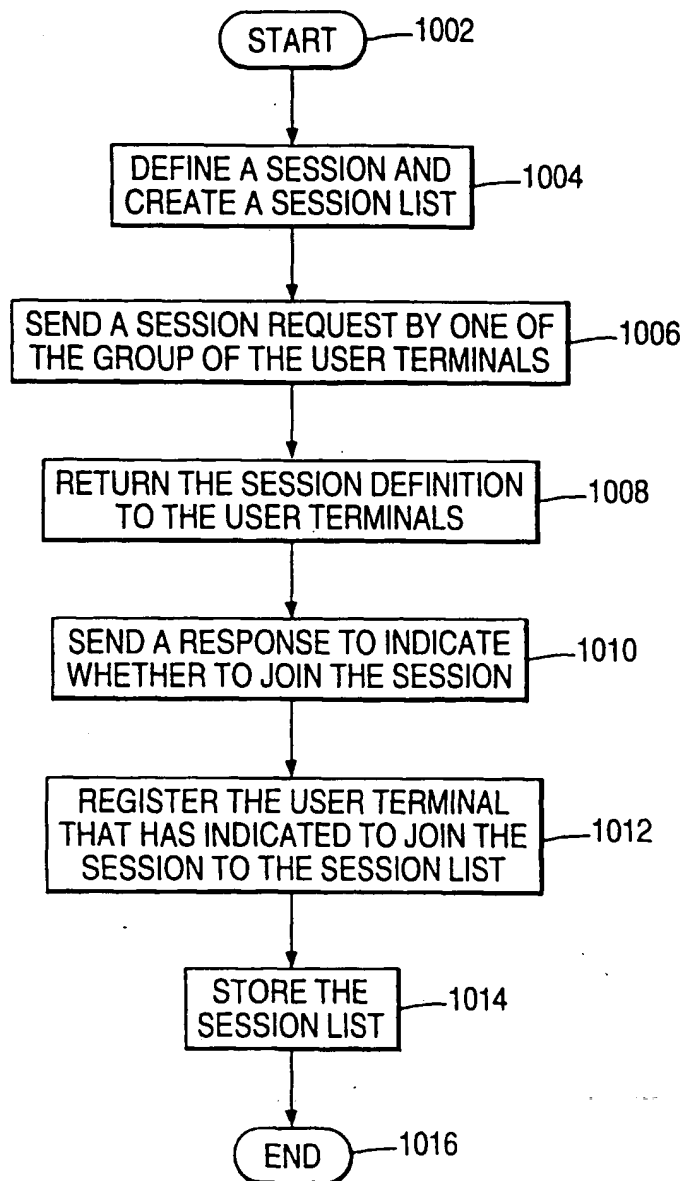 START
1002
DEFINE A SESSION AND
CREATE A SESSION LIST
1004
SEND A SESSION REQUEST BY ONE OF
THE GROUP OF THE USER TERMINALS
1006
RETURN THE SESSION DEFINITION
TO THE USER TERMINALS
1008
SEND A RESPONSE TO INDICATE
WHETHER TO JOIN THE SESSION
1010
REGISTER THE USER TERMINAL
THAT HAS INDICATED TO JOIN THE
SESSION TO THE SESSION LIST
1012
STORE THE
SESSION LIST
1014
END
1016